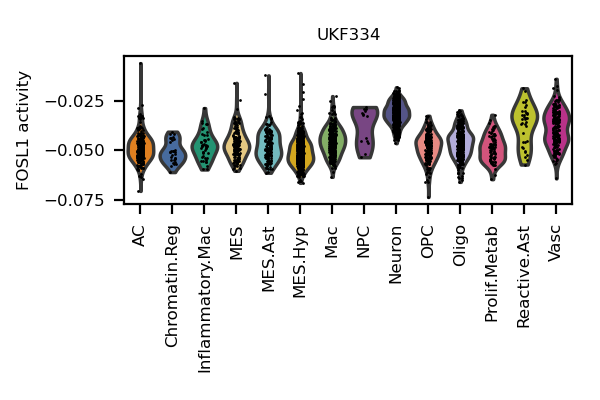 UKF334
FOSL1 activity
−0.025
−0.050
−0.075
AC
Chromatin.Reg
Inflammatory.Mac
MES
MES.Ast
MES.Hyp
Mac
NPC
Neuron
OPC
Oligo
Prolif.Metab
Reactive.Ast
Vasc